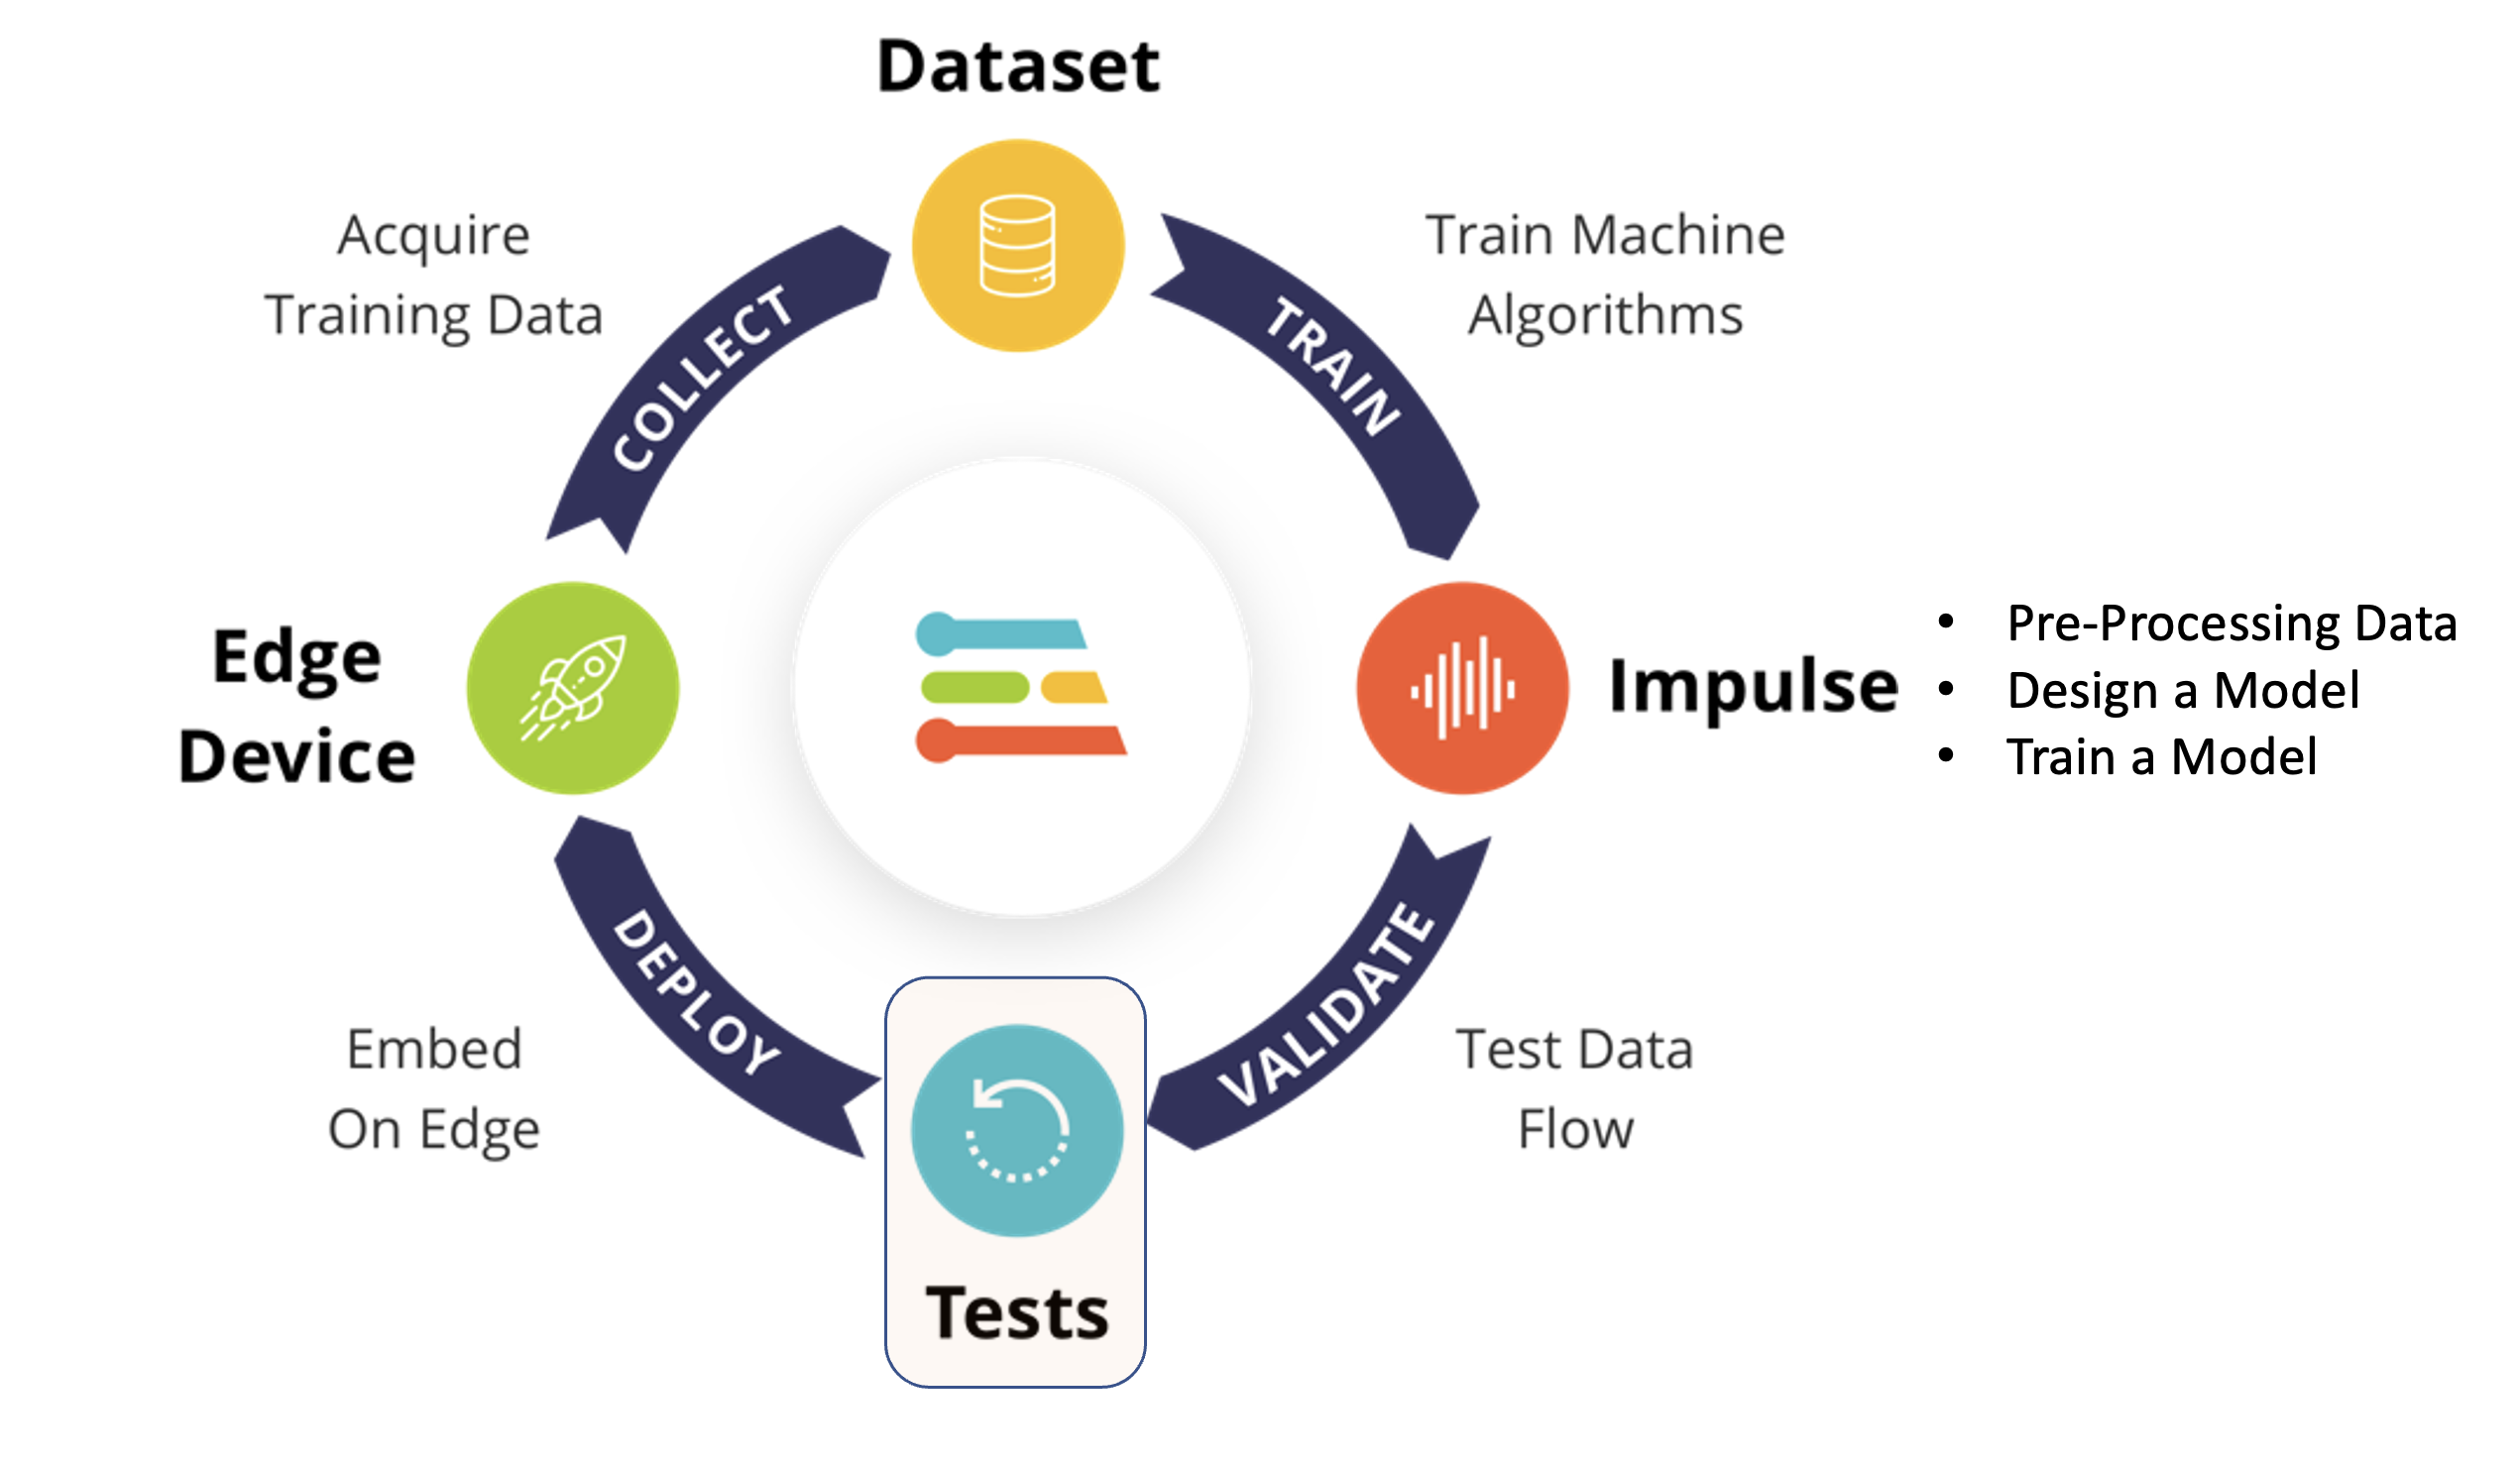 Dataset
Acquire
Training Data
COLLECT
TRAIN
Train Machine
Algorithms
Edge
Device
Impulse
• Pre-Processing Data
• Design a Model
• Train a Model
DEPLOY
VALIDATE
Embed
On Edge
Test Data
Flow
Tests